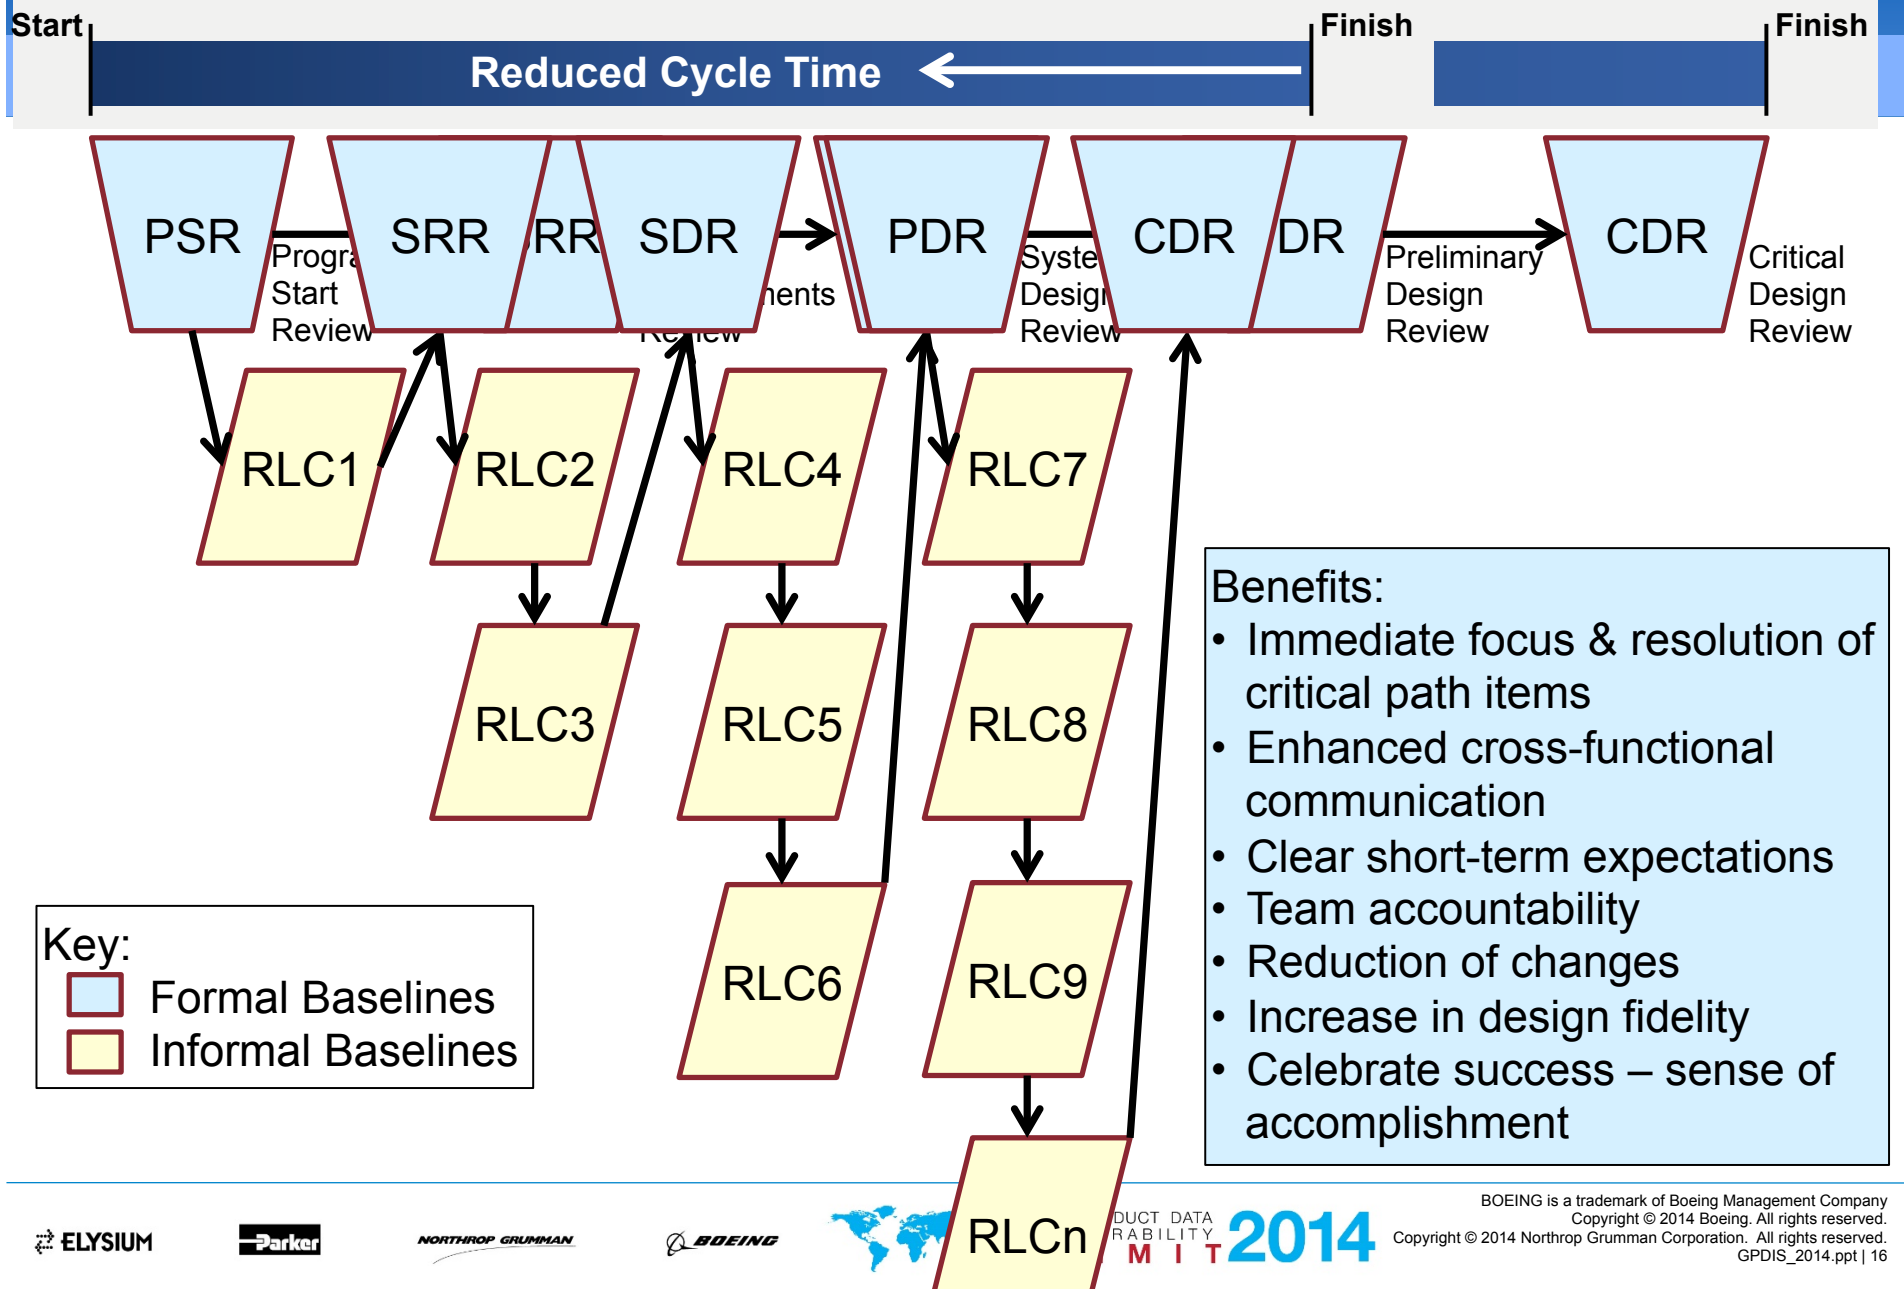 Start
Finish
Finish
Reduced Cycle Time
PSR
SRR
RR
SDR
PDR
CDR
DR
CDR
Start
Review
Design
Review
Preliminary
Design
Review
Critical
Design
Review
RLC1
RLC2
RLC4
RLC7
RLC3
RLC5
RLC8
RLC6
RLC9
RLCn
Benefits:
• Immediate focus & resolution of
critical path items
• Enhanced cross-functional
communication
• Clear short-term expectations
• Team accountability
• Reduction of changes
• Increase in design fidelity
• Celebrate success – sense of
accomplishment
Key:
Formal Baselines
Informal Baselines
ELYSIUM
Parker
NORTHROP GRUMMAN
BOEING
DUCT DATA
RABILITY
M I T
2014
BOEING is a trademark of Boeing Management Company
Copyright © 2014 Boeing. All rights reserved.
Copyright © 2014 Northrop Grumman Corporation. All rights reserved.
GPDIS_2014.ppt | 16